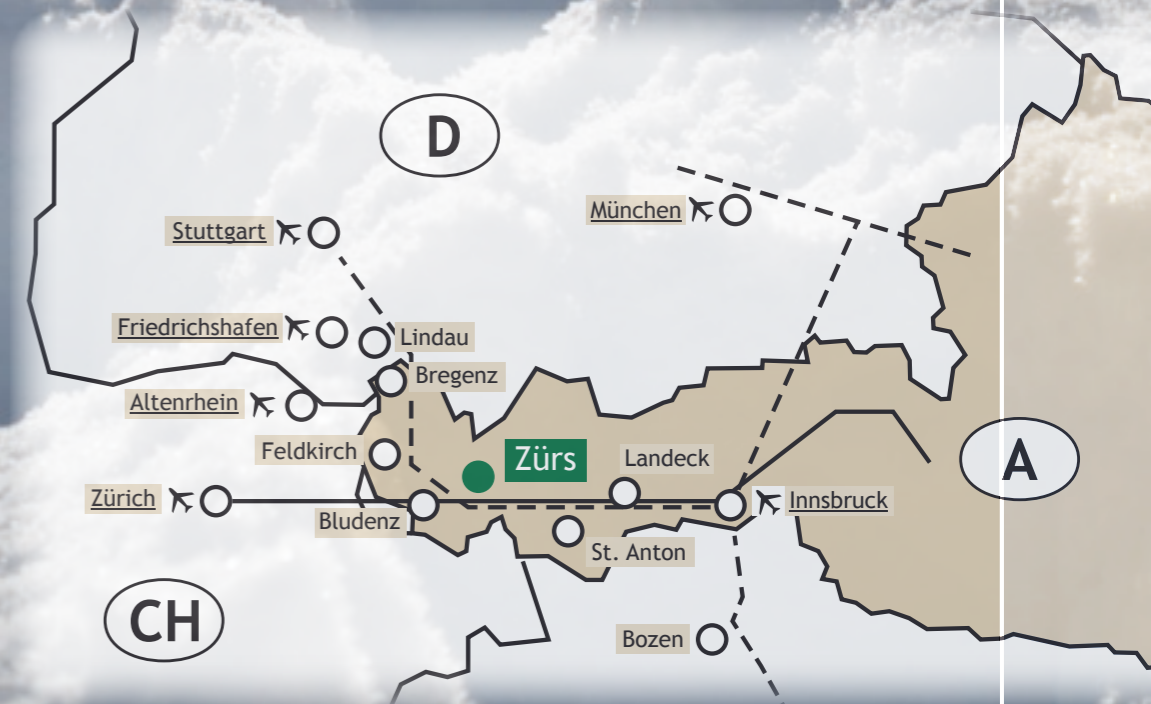 D
München
Stuttgart
Friedrichshafen
Lindau
Bregenz
Altenrhein
Feldkirch
Zürs
Landeck
A
Zürich
Innsbruck
Bludenz
St. Anton
CH
Bozen